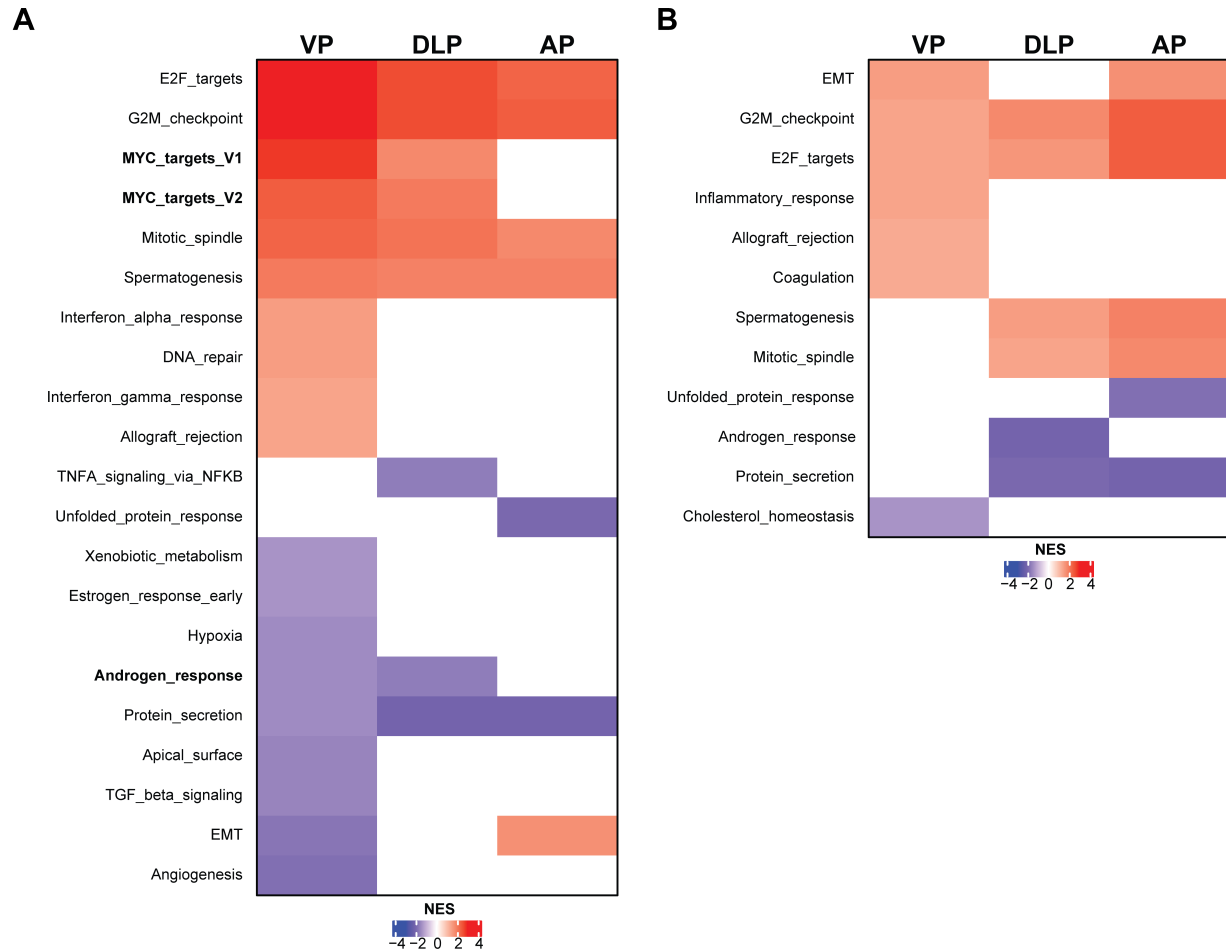 A
VP DLP AP
E2F_targets
G2M_checkpoint
MYC_targets_V1
MYC_targets_V2
Mitotic_spindle
Spermatogenesis
Interferon_alpha_response
DNA_repair
Interferon_gamma_response
Allograft_rejection
TNFA_signaling_via_NFKB
Unfolded_protein_response
Xenobiotic_metabolism
Estrogen_response_early
Hypoxia
Androgen_response
Protein_secretion
Apical_surface
TGF_beta_signaling
EMT
Angiogenesis
NES
−4 −2 0 2 4
B
VP DLP AP
EMT
G2M_checkpoint
E2F_targets
Inflammatory_response
Allograft_rejection
Coagulation
Spermatogenesis
Mitotic_spindle
Unfolded_protein_response
Androgen_response
Protein_secretion
Cholesterol_homeostasis
NES
−4 −2 0 2 4